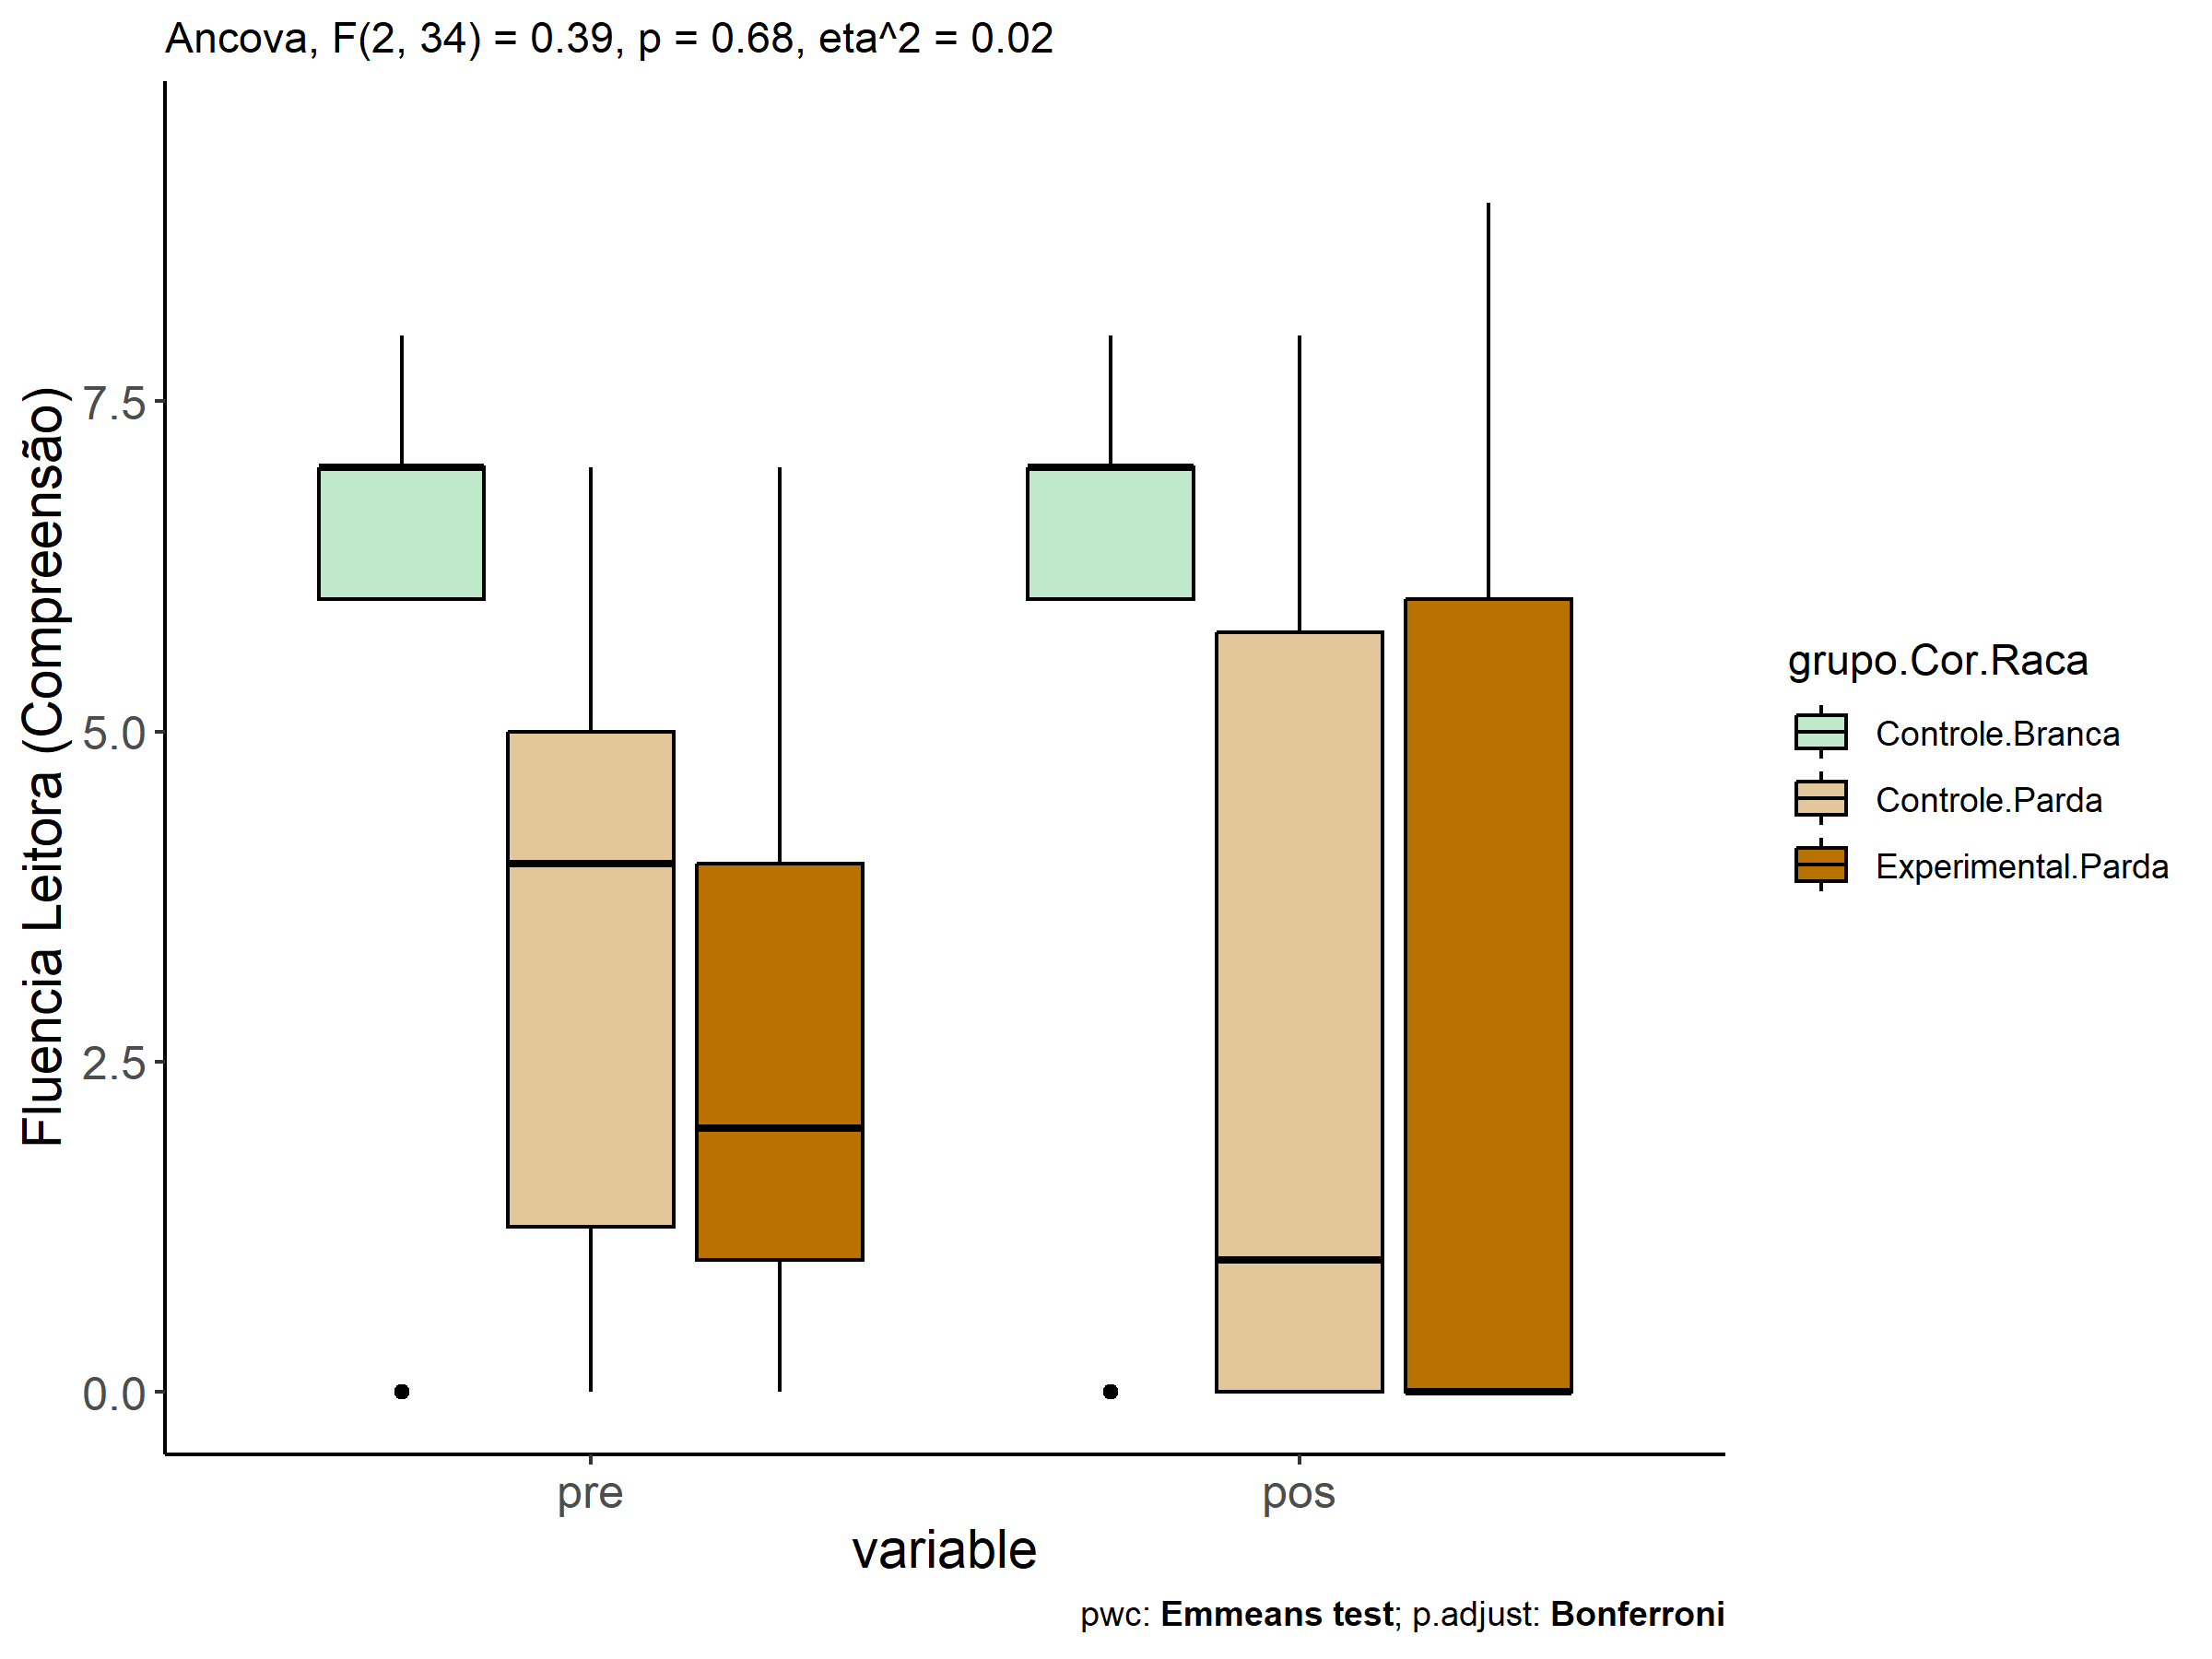 Ancova, F(2, 34) = 0.39, p = 0.68, eta^2 = 0.02
Fluencia Leitora (Compreensão)
7.5
5.0
2.5
0.0
pre
pos
variable
grupo.Cor.Raca
Controle.Branca
Controle.Parda
Experimental.Parda
pwc: Emmeans test; p.adjust: Bonferroni